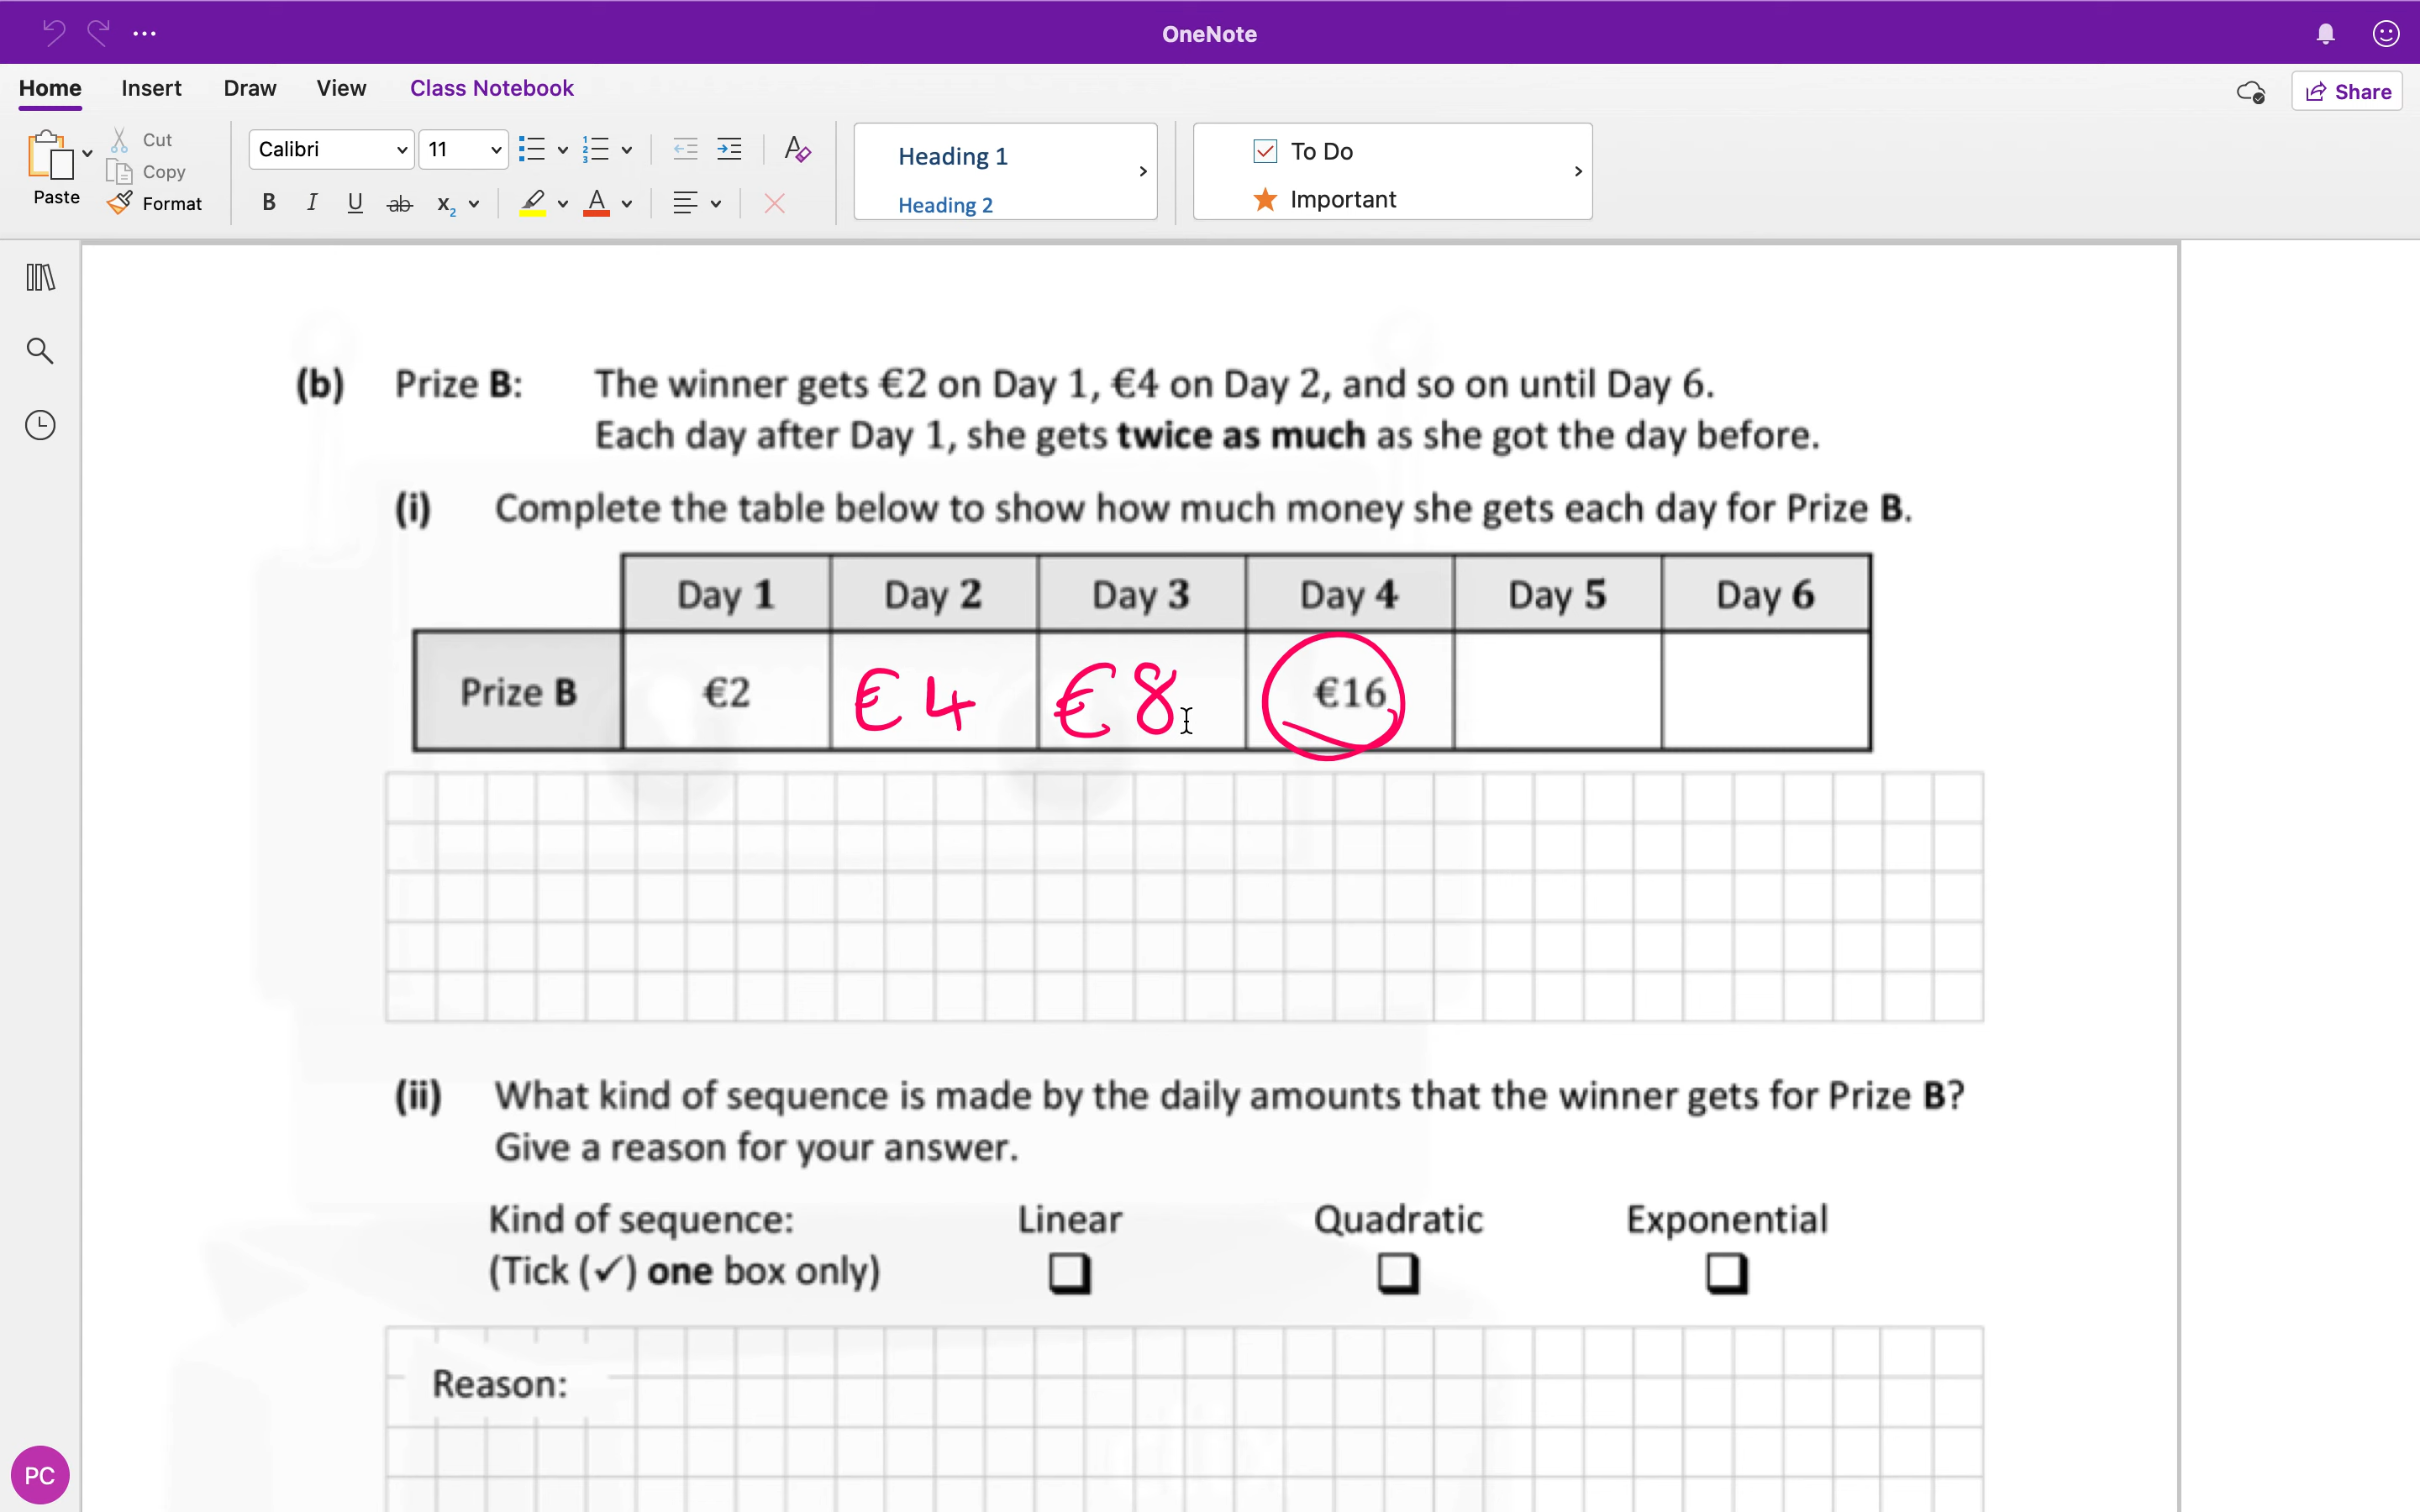 OneNote
Home Insert Draw View Class Notebook
Share
Paste
Cut
Copy
Format
Calibri 11
B I U ab x₂ A
Heading 1
Heading 2
To Do
Important
(b) Prize B: The winner gets €2 on Day 1, €4 on Day 2, and so on until Day 6.
Each day after Day 1, she gets twice as much as she got the day before.
(i) Complete the table below to show how much money she gets each day for Prize B.
Day 1 Day 2 Day 3 Day 4 Day 5 Day 6
Prize B €2 €4 €8 €16
(ii) What kind of sequence is made by the daily amounts that the winner gets for Prize B?
Give a reason for your answer.
Kind of sequence: Linear Quadratic Exponential
(Tick (✓) one box only)
Reason:
PC